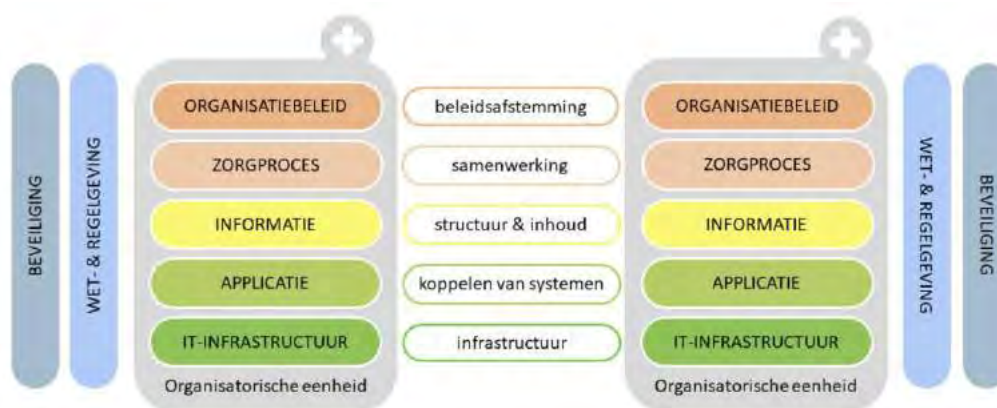 BEVEILIGING
WET- & REGELGEVING
ORGANISATIEBELEID
ZORGPROCES
INFORMATIE
APPLICATIE
IT-INFRASTRUCTUUR
Organisatorische eenheid
beleidsafstemming
samenwerking
structuur & inhoud
koppelen van systemen
infrastructuur
ORGANISATIEBELEID
ZORGPROCES
INFORMATIE
APPLICATIE
IT-INFRASTRUCTUUR
Organisatorische eenheid
WET- & REGELGEVING
BEVEILIGING